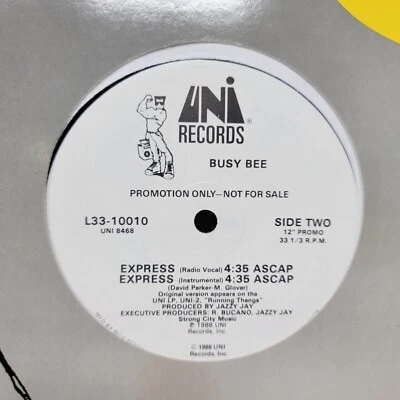 UNI
RECORDS®
BUSY BEE
PROMOTION ONLY—NOT FOR SALE
L33-10010
UNI 8468
SIDE TWO
12" PROMO
33 1/3 R.P.M.
EXPRESS (Radio Vocal) 4:35 ASCAP
EXPRESS (Instrumental) 4:35 ASCAP
(David Parker-M. Glover)
Original version appears on the
UNI LP, UNI-2, "Running Thangs"
PRODUCED BY JAZZY JAY
EXECUTIVE PRODUCERS: R. BUCANO, JAZZY JAY
Strong City Music
℗ 1988 UNI
Records, Inc.
© 1988 UNI
Records, Inc.